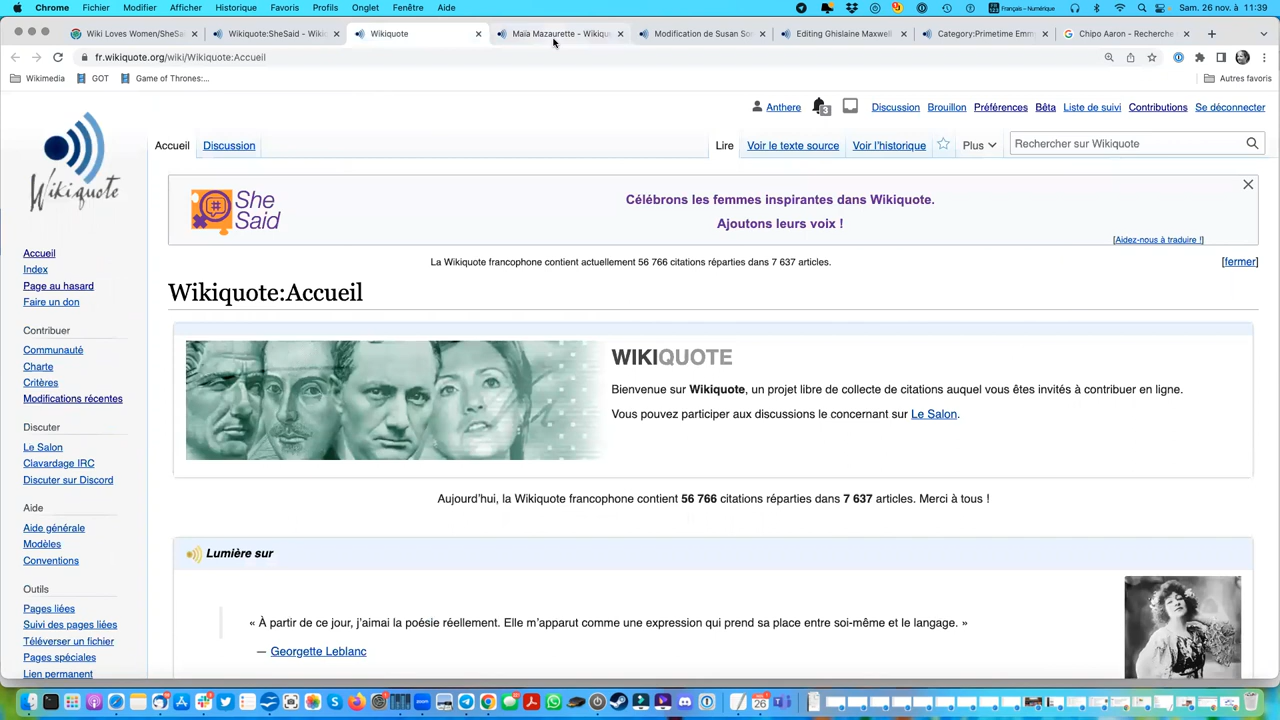 Chrome Fichier Modifier Afficher Historique Favoris Profils Onglet Fenêtre Aide Français – Numérique Sam. 26 nov. à 11:39
Wiki Loves Women/SheSa Wikiquote:SheSaid - Wikiq Wikiquote Maïa Mazaurette - Wikiqu Modification de Susan Son Editing Ghislaine Maxwell Category:Primetime Emm Chipo Aaron - Recherche
fr.wikiquote.org/wiki/Wikiquote:Accueil
Wikimedia GOT Game of Thrones:... Autres favoris
Anthere 3 Discussion Brouillon Préférences Bêta Liste de suivi Contributions Se déconnecter
Accueil Discussion Lire Voir le texte source Voir l'historique Plus Rechercher sur Wikiquote
Wikiquote
# She Said
Célébrons les femmes inspirantes dans Wikiquote.
Ajoutons leurs voix !
[Aidez-nous à traduire !]
La Wikiquote francophone contient actuellement 56 766 citations réparties dans 7 637 articles. [fermer]
Wikiquote:Accueil
WIKIQUOTE
Bienvenue sur Wikiquote, un projet libre de collecte de citations auquel vous êtes invités à contribuer en ligne.
Vous pouvez participer aux discussions le concernant sur Le Salon.
Aujourd'hui, la Wikiquote francophone contient 56 766 citations réparties dans 7 637 articles. Merci à tous !
Lumière sur
« À partir de ce jour, j'aimai la poésie réellement. Elle m'apparut comme une expression qui prend sa place entre soi-même et le langage. »
— Georgette Leblanc
Accueil
Index
Page au hasard
Faire un don
Contribuer
Communauté
Charte
Critères
Modifications récentes
Discuter
Le Salon
Clavardage IRC
Discuter sur Discord
Aide
Aide générale
Modèles
Conventions
Outils
Pages liées
Suivi des pages liées
Téléverser un fichier
Pages spéciales
Lien permanent
26